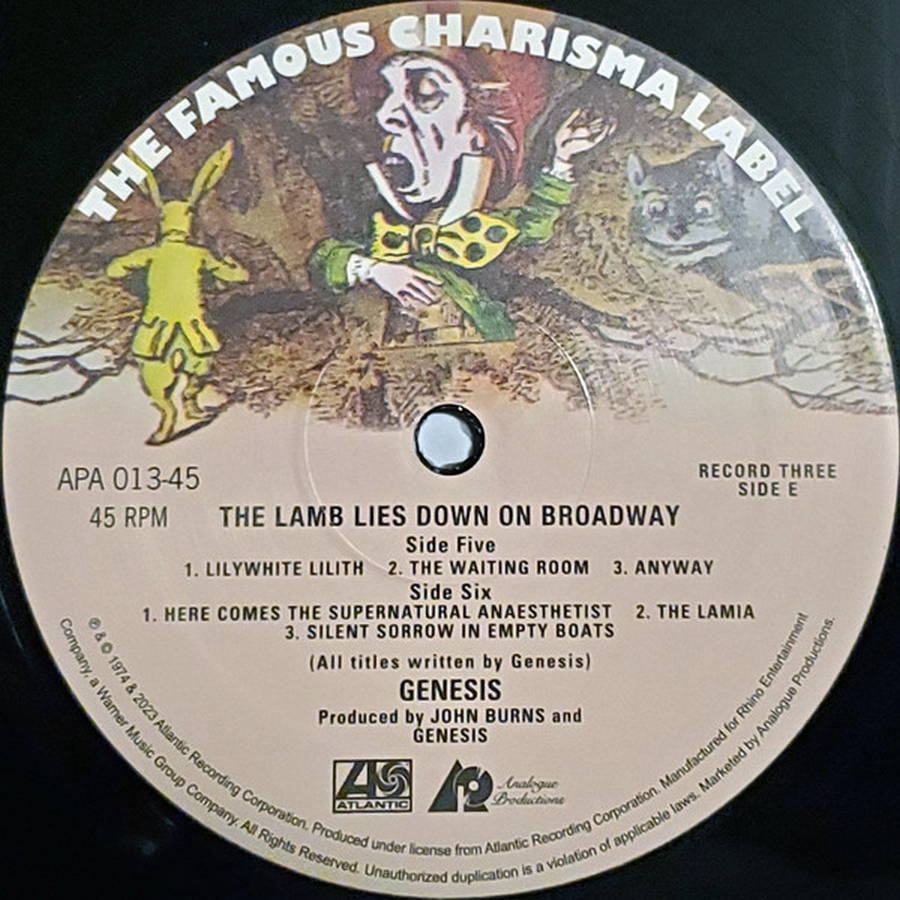 THE FAMOUS CHARISMA LABEL
APA 013-45
45 RPM
RECORD THREE
SIDE E
THE LAMB LIES DOWN ON BROADWAY
Side Five
1. LILYWHITE LILITH 2. THE WAITING ROOM 3. ANYWAY
Side Six
1. HERE COMES THE SUPERNATURAL ANAESTHETIST 2. THE LAMIA
3. SILENT SORROW IN EMPTY BOATS
(All titles written by Genesis)
GENESIS
Produced by JOHN BURNS and
GENESIS
ATLANTIC
AP Analogue
Productions
℗ & © 1974 & 2023 Atlantic Recording Corporation. Produced under license from Atlantic Recording Corporation. Manufactured for Rhino Entertainment
Company, a Warner Music Group Company. All Rights Reserved. Unauthorized duplication is a violation of applicable laws. Marketed by Analogue Productions.